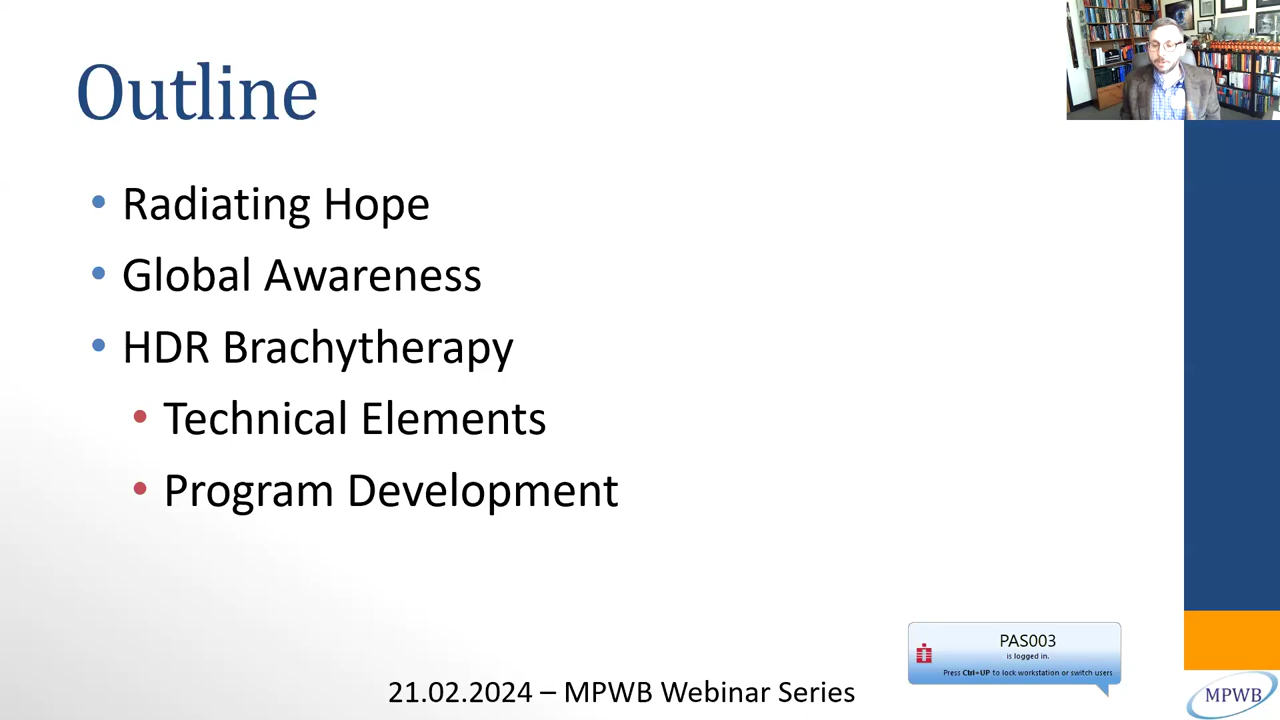 Outline
• Radiating Hope
• Global Awareness
• HDR Brachytherapy
• Technical Elements
• Program Development
PAS003
is logged in.
Press Ctrl+UP to lock workstation or switch users
21.02.2024 – MPWB Webinar Series
MPWB